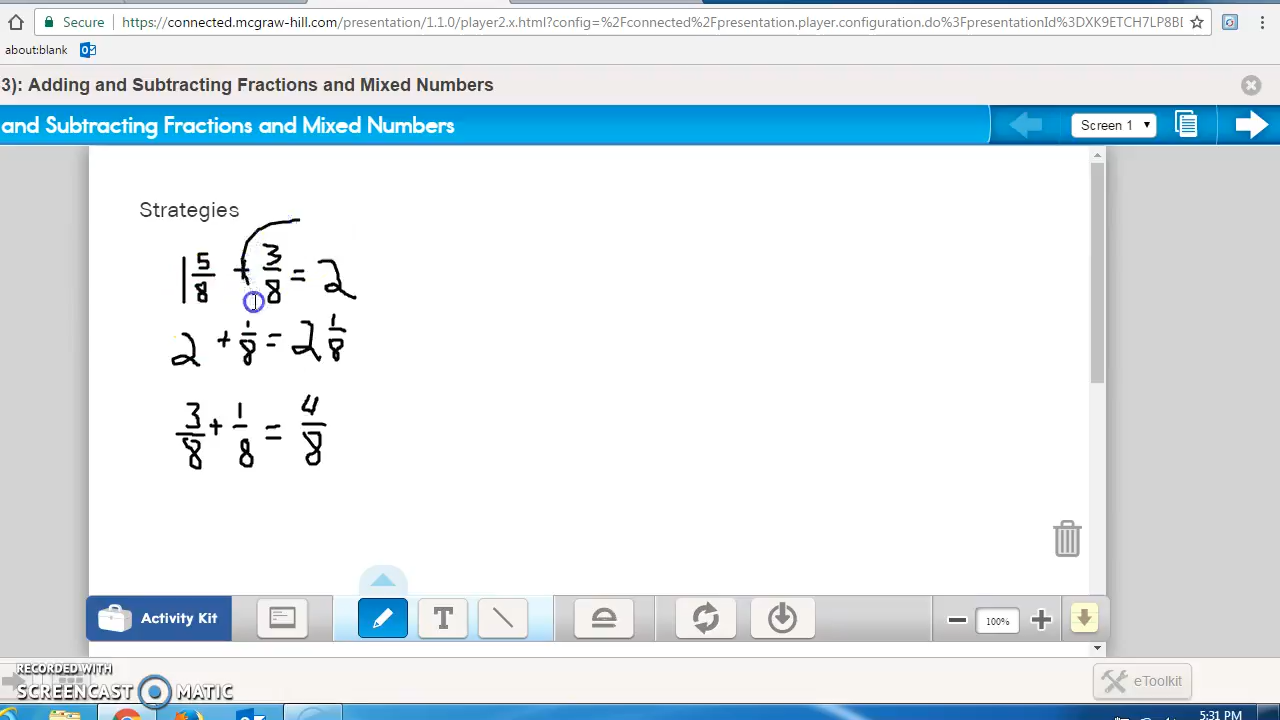 https://connected.mcgraw-hill.com/presentation/1.1.0/player2.x.html?config=%2Fconnected%2Fpresentation.player.configuration.do%3FpresentationId%3DXK9ETCH7LP8BD
Secure
about:blank
3): Adding and Subtracting Fractions and Mixed Numbers
and Subtracting Fractions and Mixed Numbers
Screen 1
Strategies
1 5/8 + 3/8 = 2
2 + 1/8 = 2 1/8
3/8 + 1/8 = 4/8
Activity Kit
T
100%
RECORDED WITH
SCREENCAST MATIC
eToolkit
5:31 PM